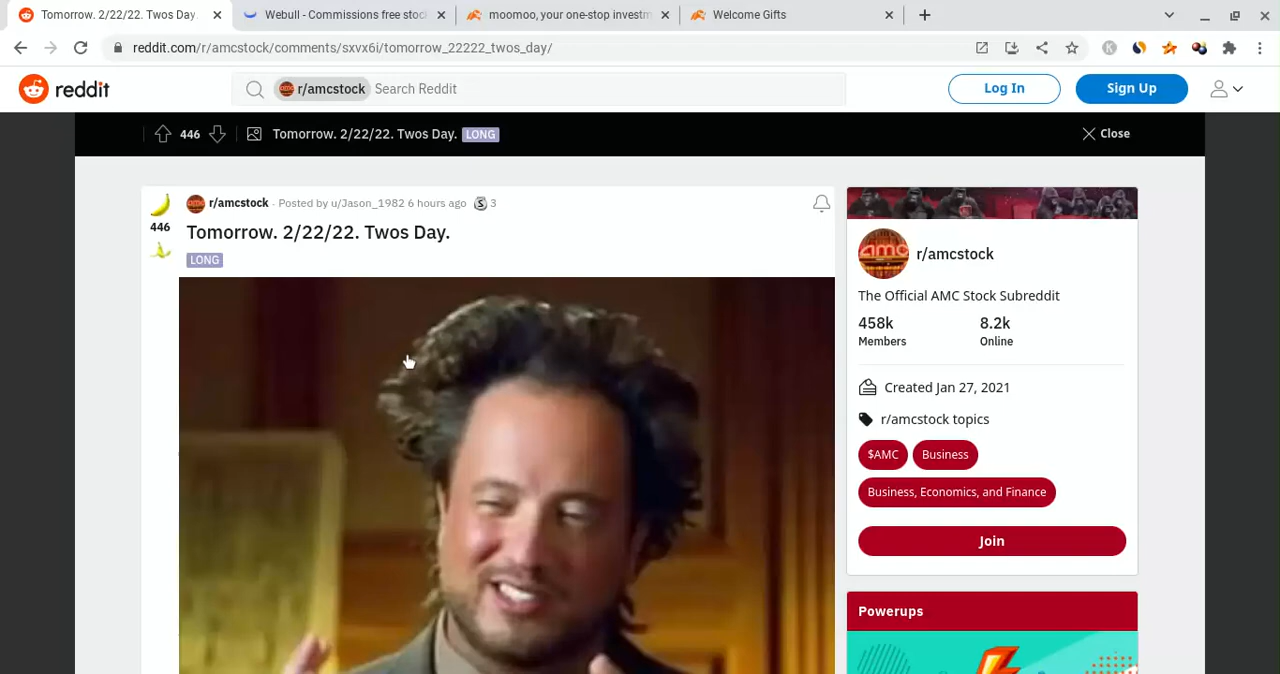 Tomorrow. 2/22/22. Twos Day
Webull - Commissions free stoc
moomoo, your one-stop investm
Welcome Gifts
reddit.com/r/amcstock/comments/sxvx6i/tomorrow_22222_twos_day/
reddit
r/amcstock
Search Reddit
Log In
Sign Up
446
Tomorrow. 2/22/22. Twos Day.
LONG
Close
r/amcstock · Posted by u/Jason_1982 6 hours ago
S 3
446
Tomorrow. 2/22/22. Twos Day.
LONG
amc
r/amcstock
The Official AMC Stock Subreddit
458k
8.2k
Members
Online
Created Jan 27, 2021
r/amcstock topics
$AMC
Business
Business, Economics, and Finance
Join
Powerups